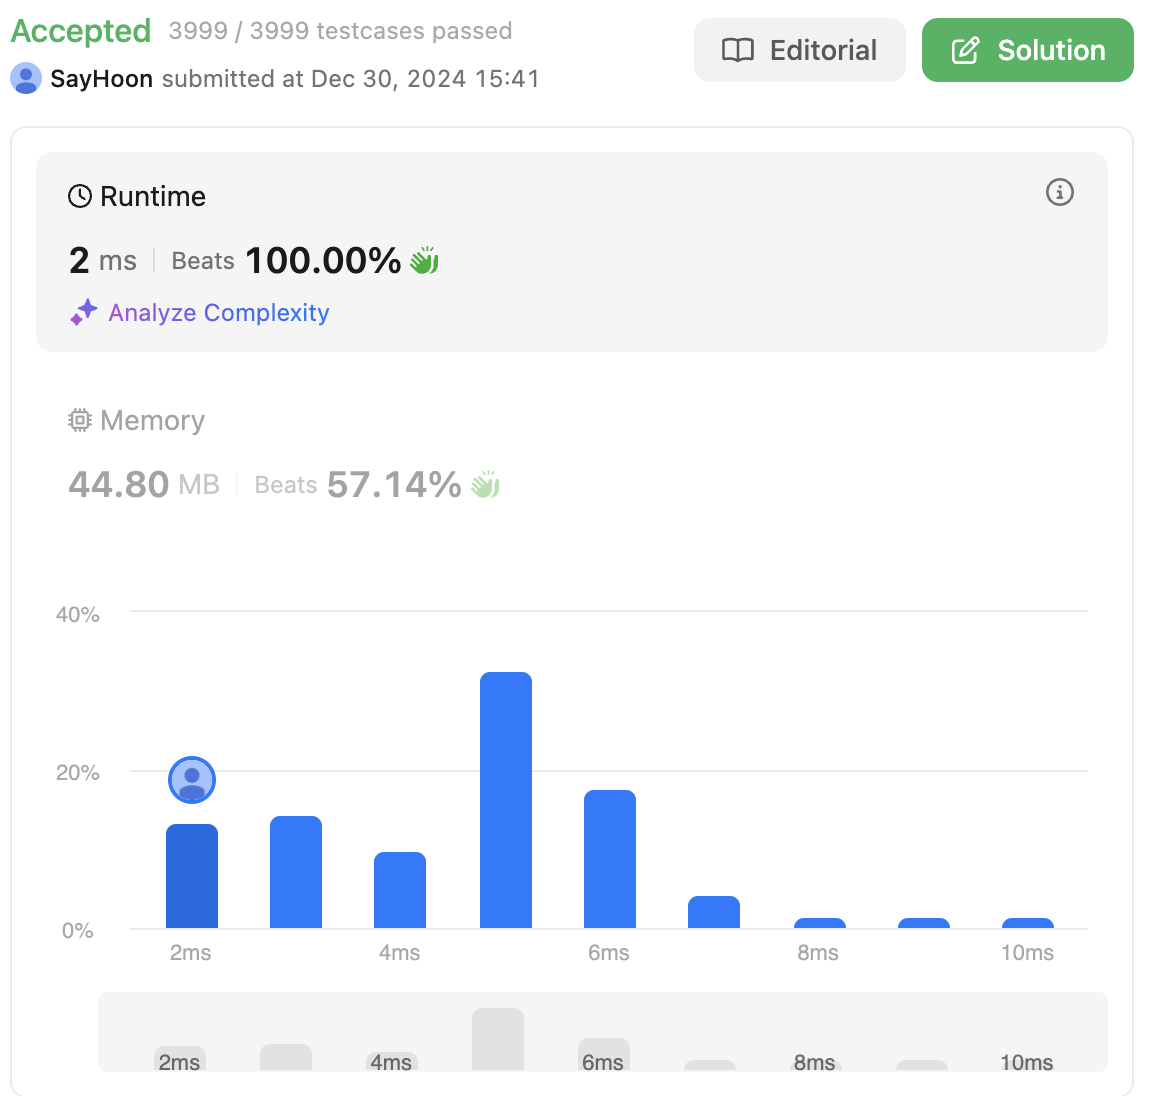 Accepted 3999 / 3999 testcases passed
SayHoon submitted at Dec 30, 2024 15:41
Editorial
Solution
Runtime
2 ms Beats 100.00%
Analyze Complexity
Memory
44.80 MB Beats 57.14%
40%
20%
0%
2ms 4ms 6ms 8ms 10ms
2ms 4ms 6ms 8ms 10ms